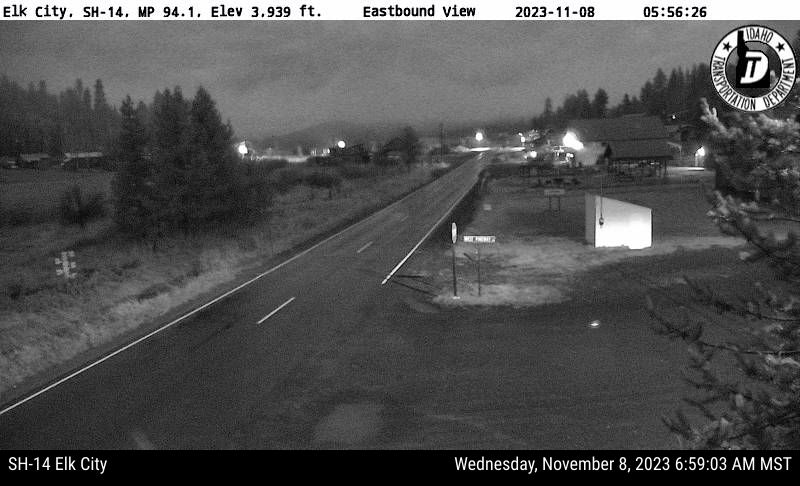 Elk City, SH-14, MP 94.1, Elev 3,939 ft. Eastbound View 2023-11-08 05:56:26
IDAHO
TRANSPORTATION DEPARTMENT
SH-14 Elk City Wednesday, November 8, 2023 6:59:03 AM MST